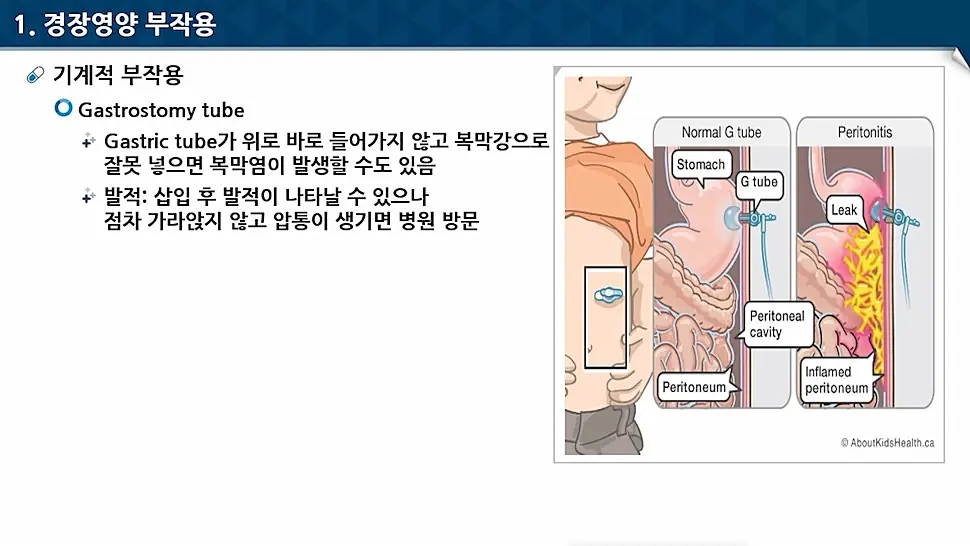 1. 경장영양 부작용
기계적 부작용
Gastrostomy tube
Gastric tube가 위로 바로 들어가지 않고 복막강으로
잘못 넣으면 복막염이 발생할 수도 있음
발적: 삽입 후 발적이 나타날 수 있으나
점차 가라앉지 않고 압통이 생기면 병원 방문
Normal G tube
Stomach
G tube
Peritoneal
cavity
Peritoneum
Peritonitis
Leak
Inflamed
peritoneum
© AboutKidsHealth.ca